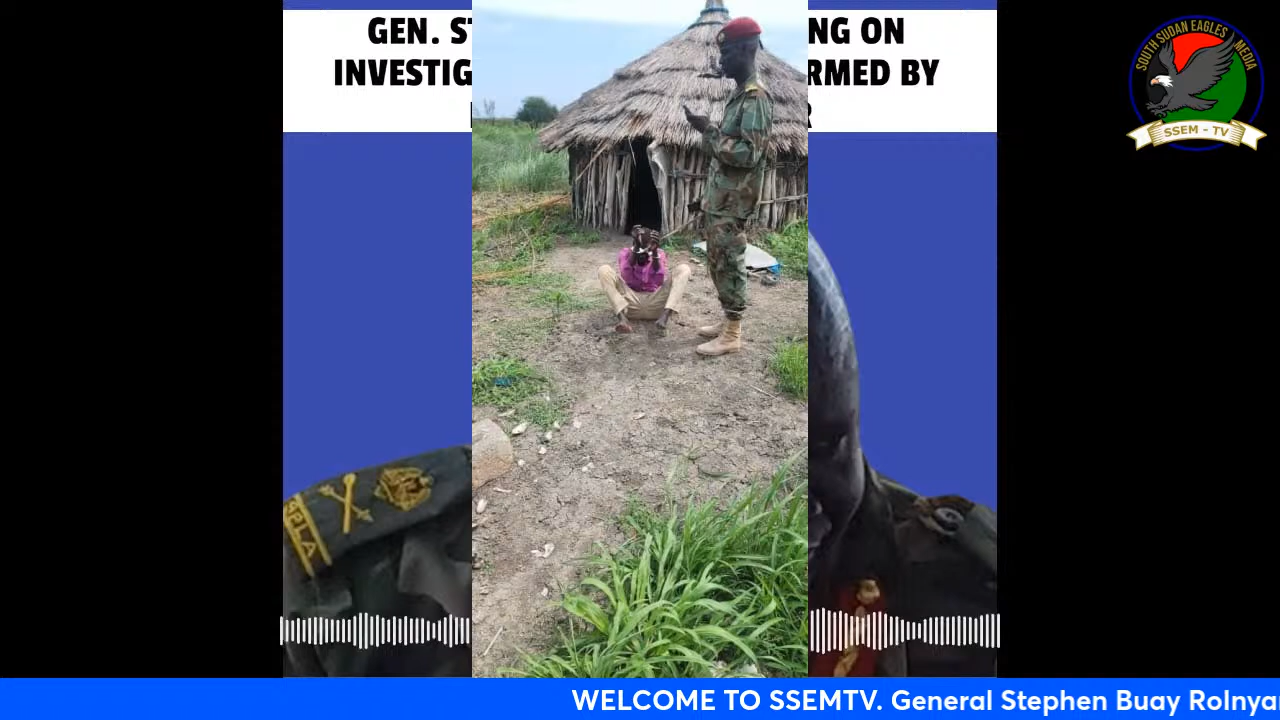 GEN. ST NG ON
INVESTIG RMED BY
SOUTH SUDAN EAGLES MEDIA
SSEM - TV
SPLA
WELCOME TO SSEMTV. General Stephen Buay Rolnya